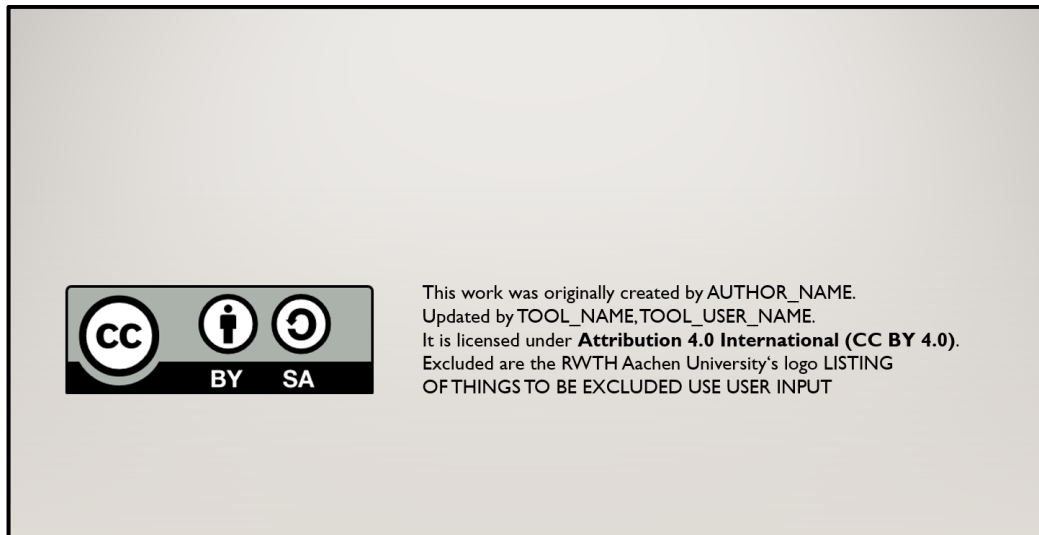 CC
BY SA
This work was originally created by AUTHOR_NAME.
Updated by TOOL_NAME, TOOL_USER_NAME.
It is licensed under Attribution 4.0 International (CC BY 4.0).
Excluded are the RWTH Aachen University‘s logo LISTING
OF THINGS TO BE EXCLUDED USE USER INPUT